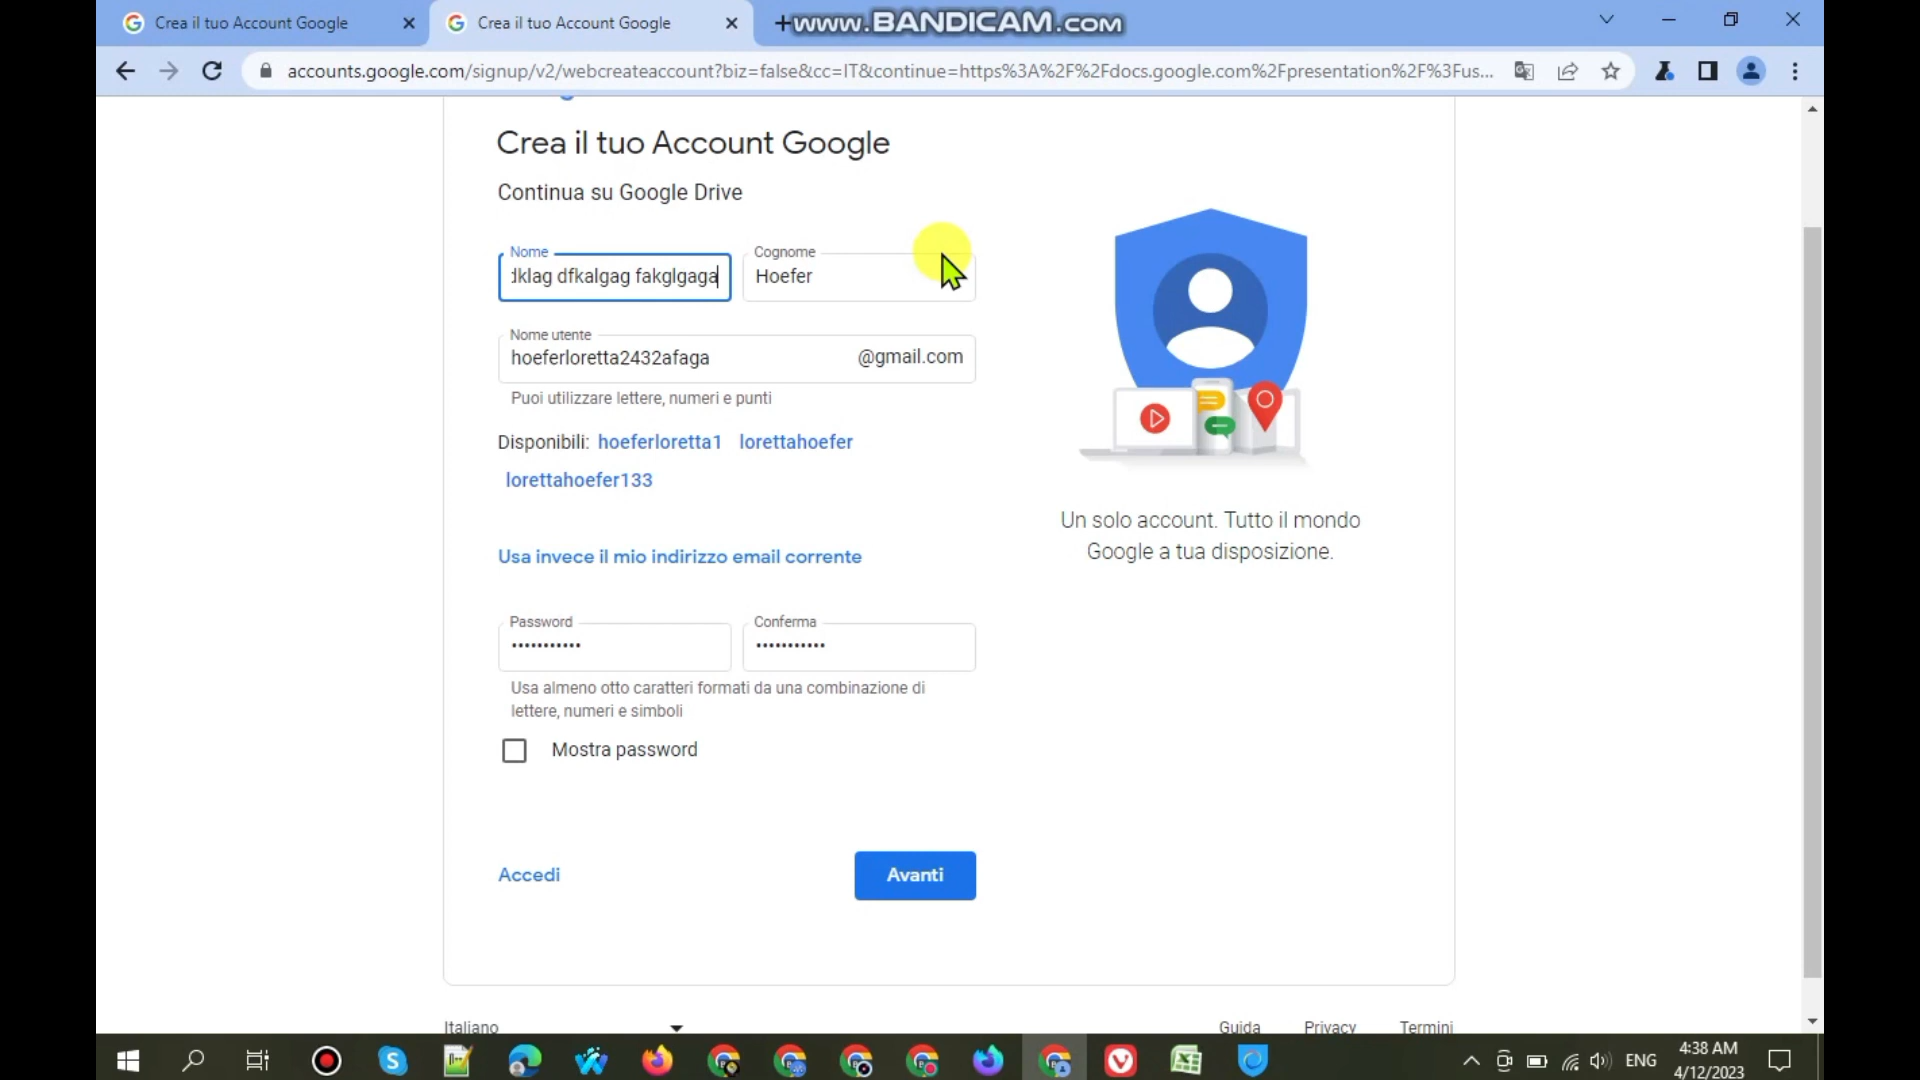 Crea il tuo Account Google
Crea il tuo Account Google
www.BANDICAM.com
accounts.google.com/signup/v2/webcreateaccount?biz=false&cc=IT&continue=https%3A%2F%2Fdocs.google.com%2Fpresentation%2F%3Fus...
Crea il tuo Account Google
Continua su Google Drive
Nome
Cognome
dklag dfkalgag fakglgaga
Hoefer
Nome utente
hoeferloretta2432afaga
@gmail.com
Puoi utilizzare lettere, numeri e punti
Disponibili: hoeferloretta1 lorettahoefer
lorettahoefer133
Un solo account. Tutto il mondo
Google a tua disposizione.
Usa invece il mio indirizzo email corrente
Password
Conferma
Usa almeno otto caratteri formati da una combinazione di
lettere, numeri e simboli
Mostra password
Accedi
Avanti
Italiano
Guida
Privacy
Termini
ENG
4:38 AM
4/12/2023